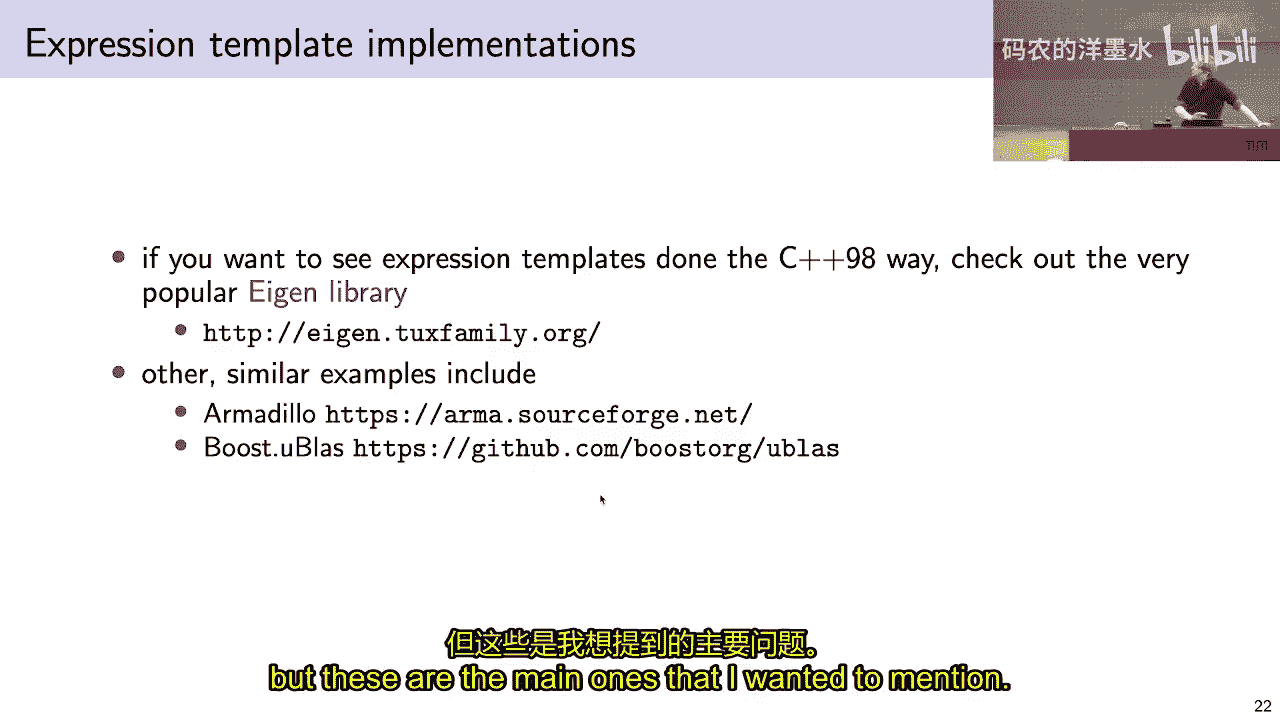 Expression template implementations
码农的洋墨水 bilibili
if you want to see expression templates done the C++98 way, check out the very
popular Eigen library
http://eigen.tuxfamily.org/
other, similar examples include
Armadillo https://arma.sourceforge.net/
Boost.uBlas https://github.com/boostorg/ublas
但这些是我想提到的主要问题。
but these are the main ones that I wanted to mention.
22